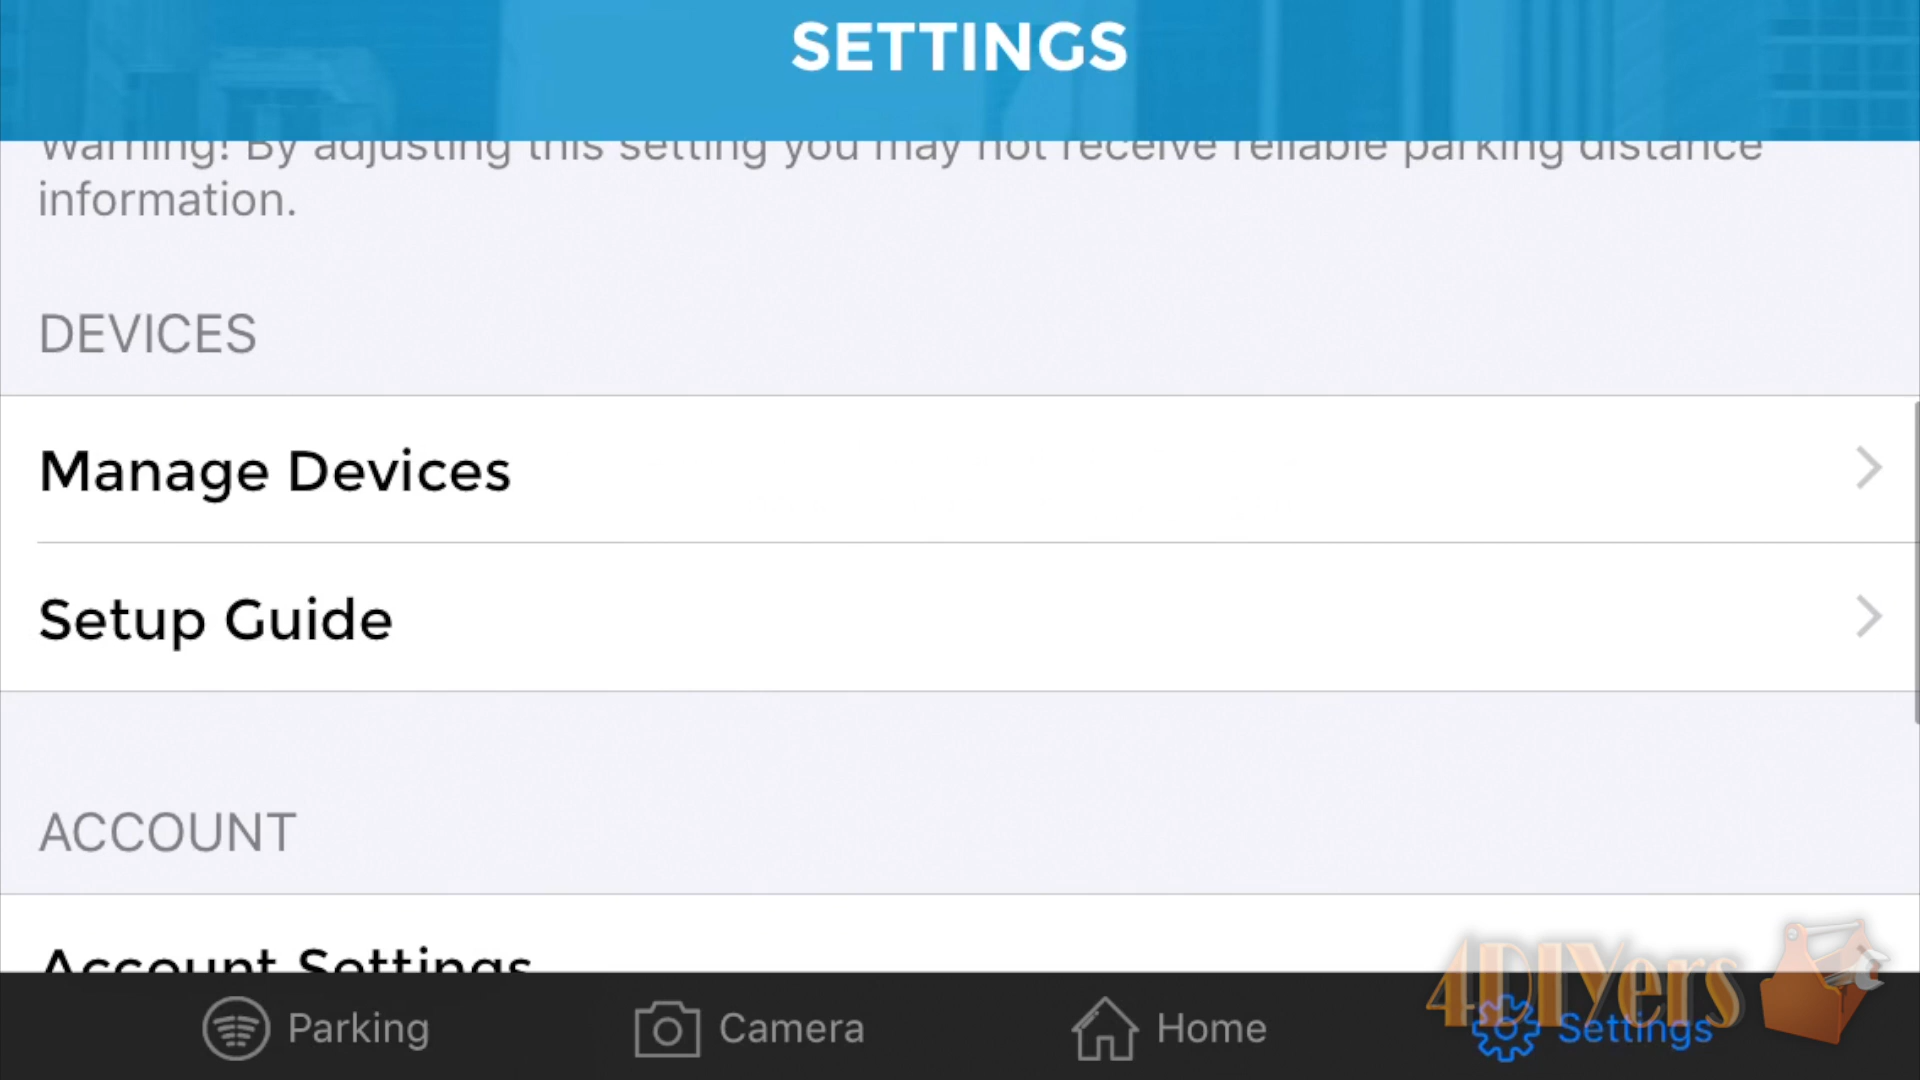 SETTINGS
Warning! By adjusting this setting you may not receive reliable parking distance
information.
DEVICES
Manage Devices
Setup Guide
ACCOUNT
Account Settings
4DIYers
Parking
Camera
Home
Settings